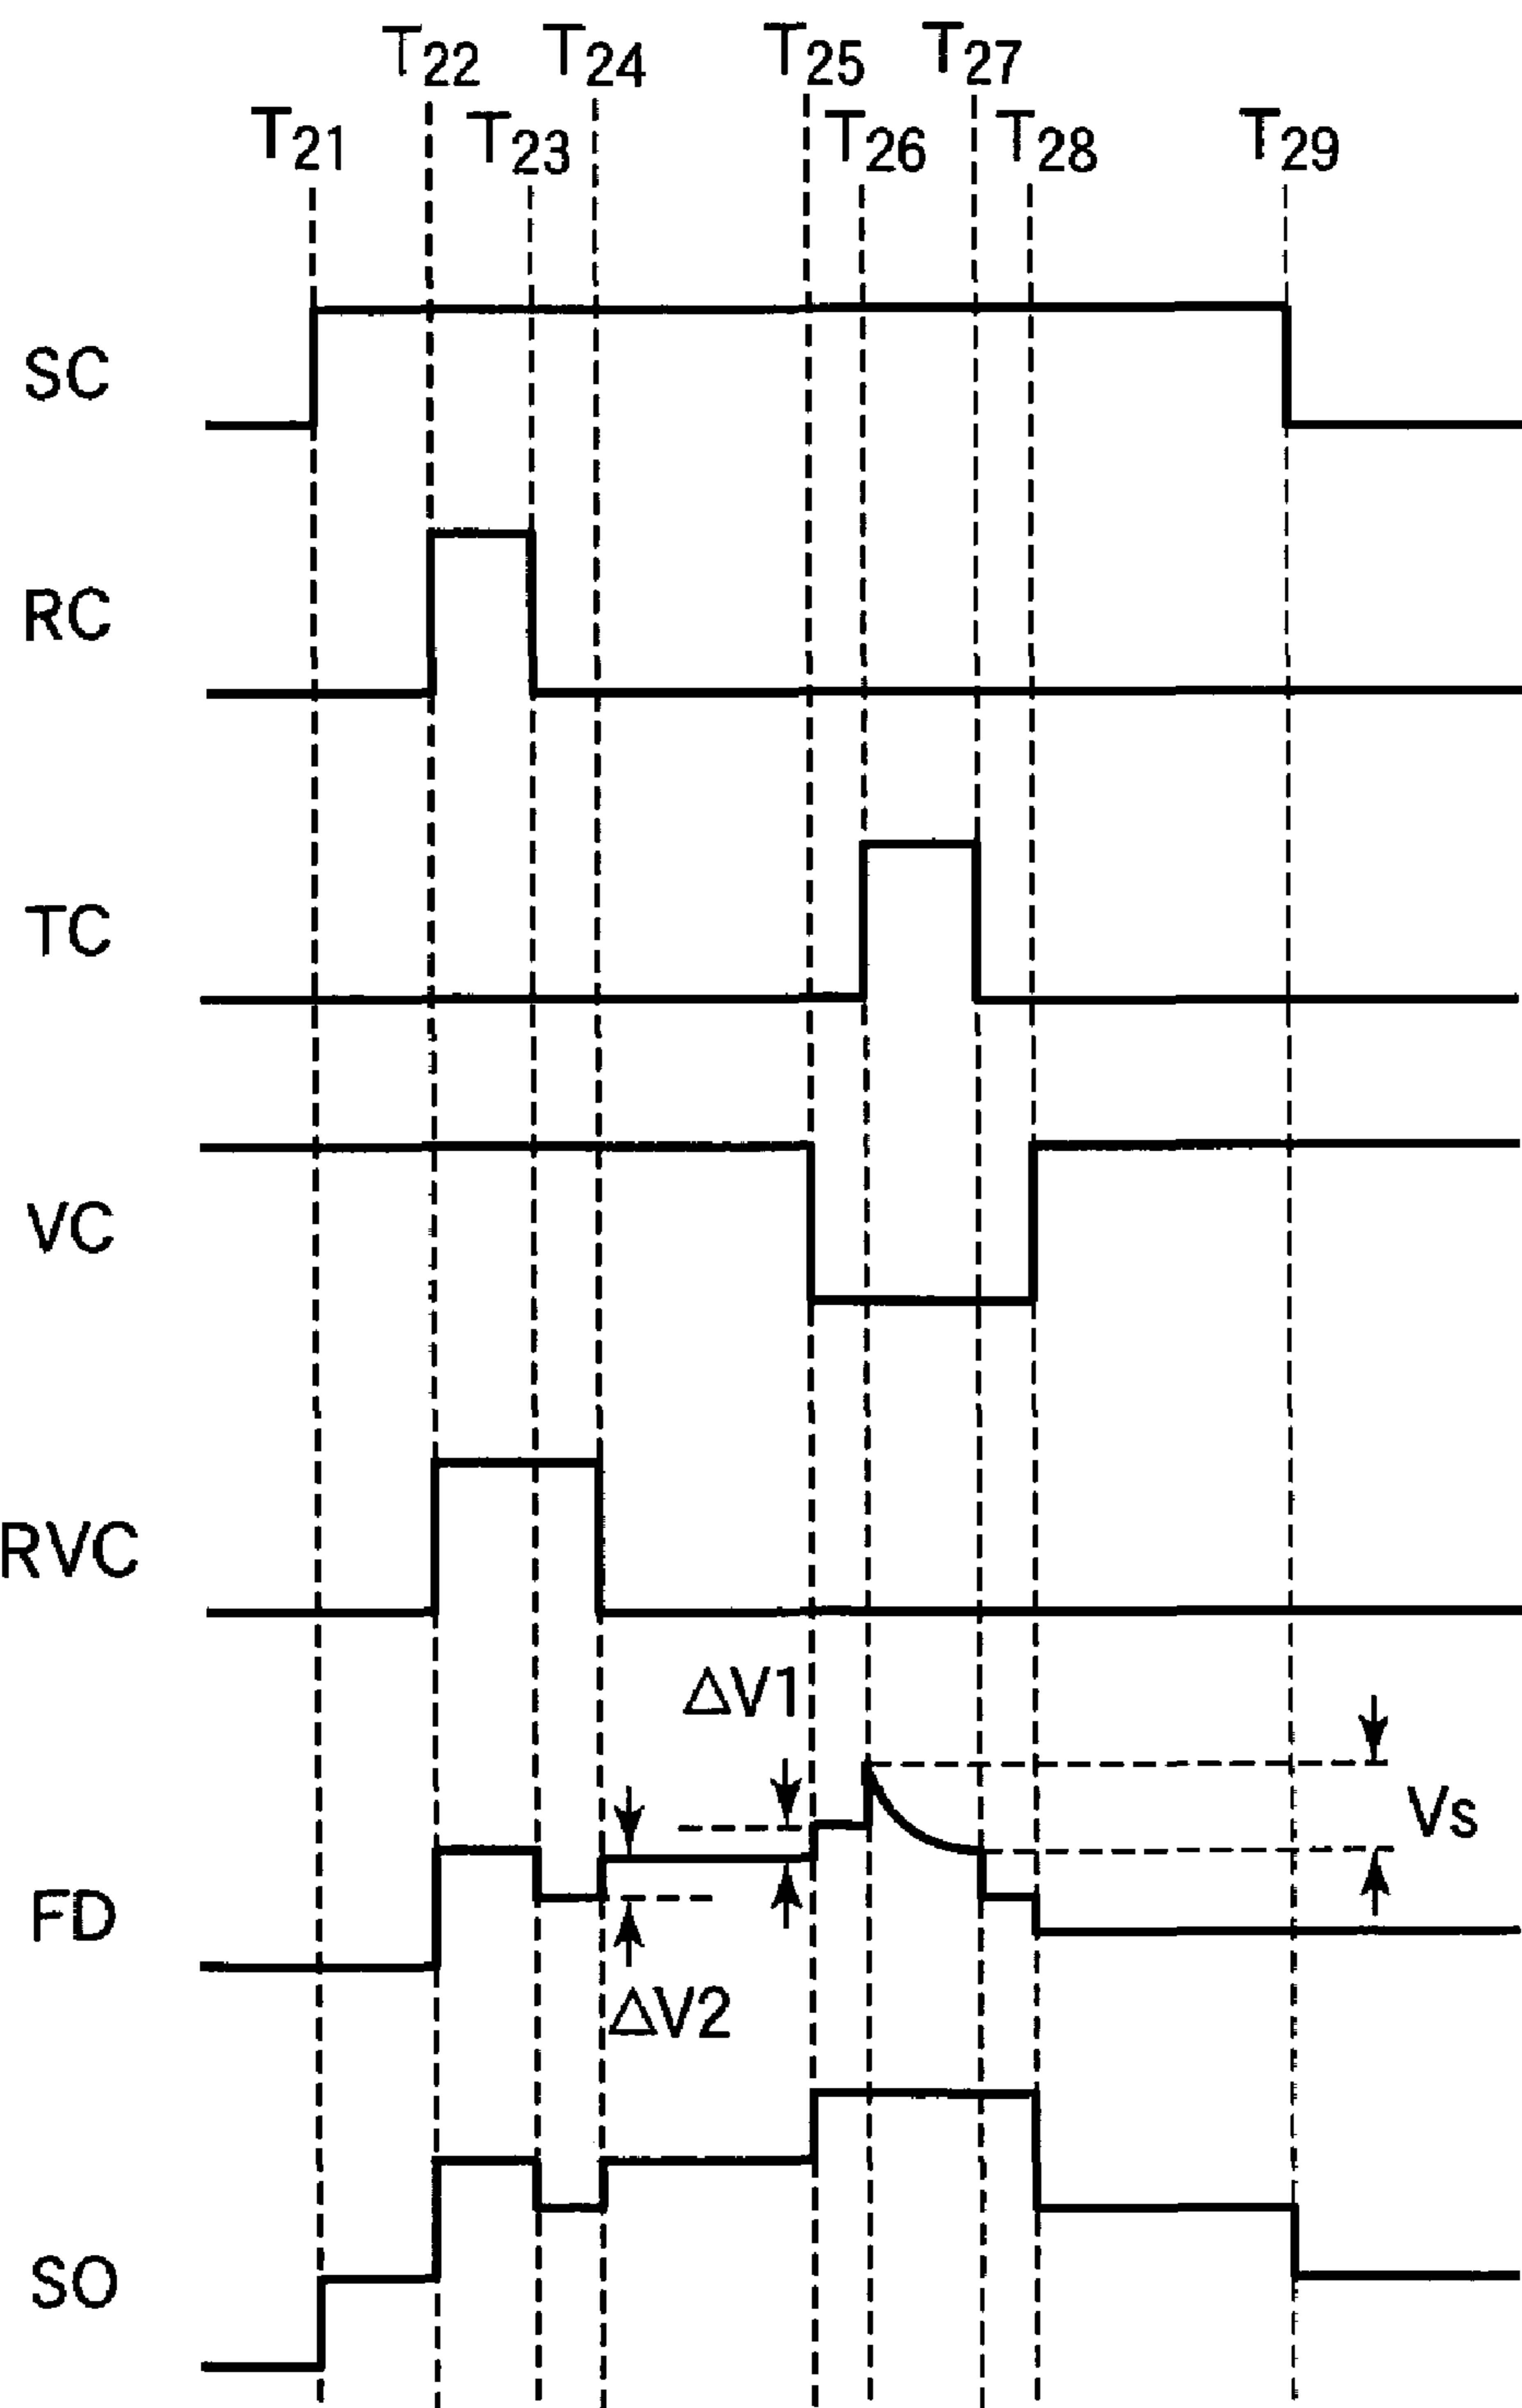 T22 T24 T25 T27
T21 T23 T26 T28 T29
SC
RC
TC
VC
RVC
ΔV1
Vs
FD
ΔV2
SO